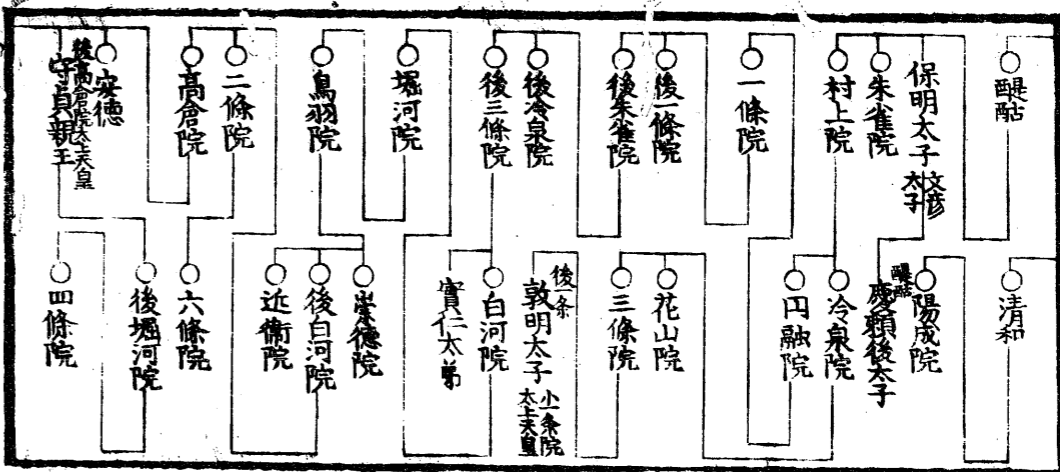 醍醐
保明太子 文彦太子
朱雀院
村上院
一條院
後一條院
後朱雀院
後冷泉院
後三條院
堀河院
鳥羽院
二條院
高倉院
安德
守貞親王
後高倉院太上天皇
清和
陽成院
醍醐
慶頼後太子
冷泉院
円融院
花山院
三條院
後一条
敦明太子 小一条院太上天皇
白河院
實仁太弟
崇德院
後白河院
近衛院
六條院
後堀河院
四條院